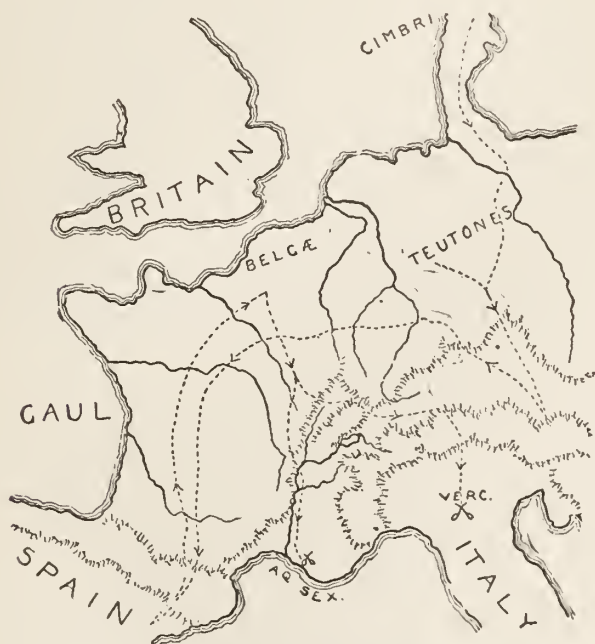 CIMBRI
BRITAIN
BELGÆ
TEUTONES
GAUL
VERC.
SPAIN
AQ. SEX.
ITALY